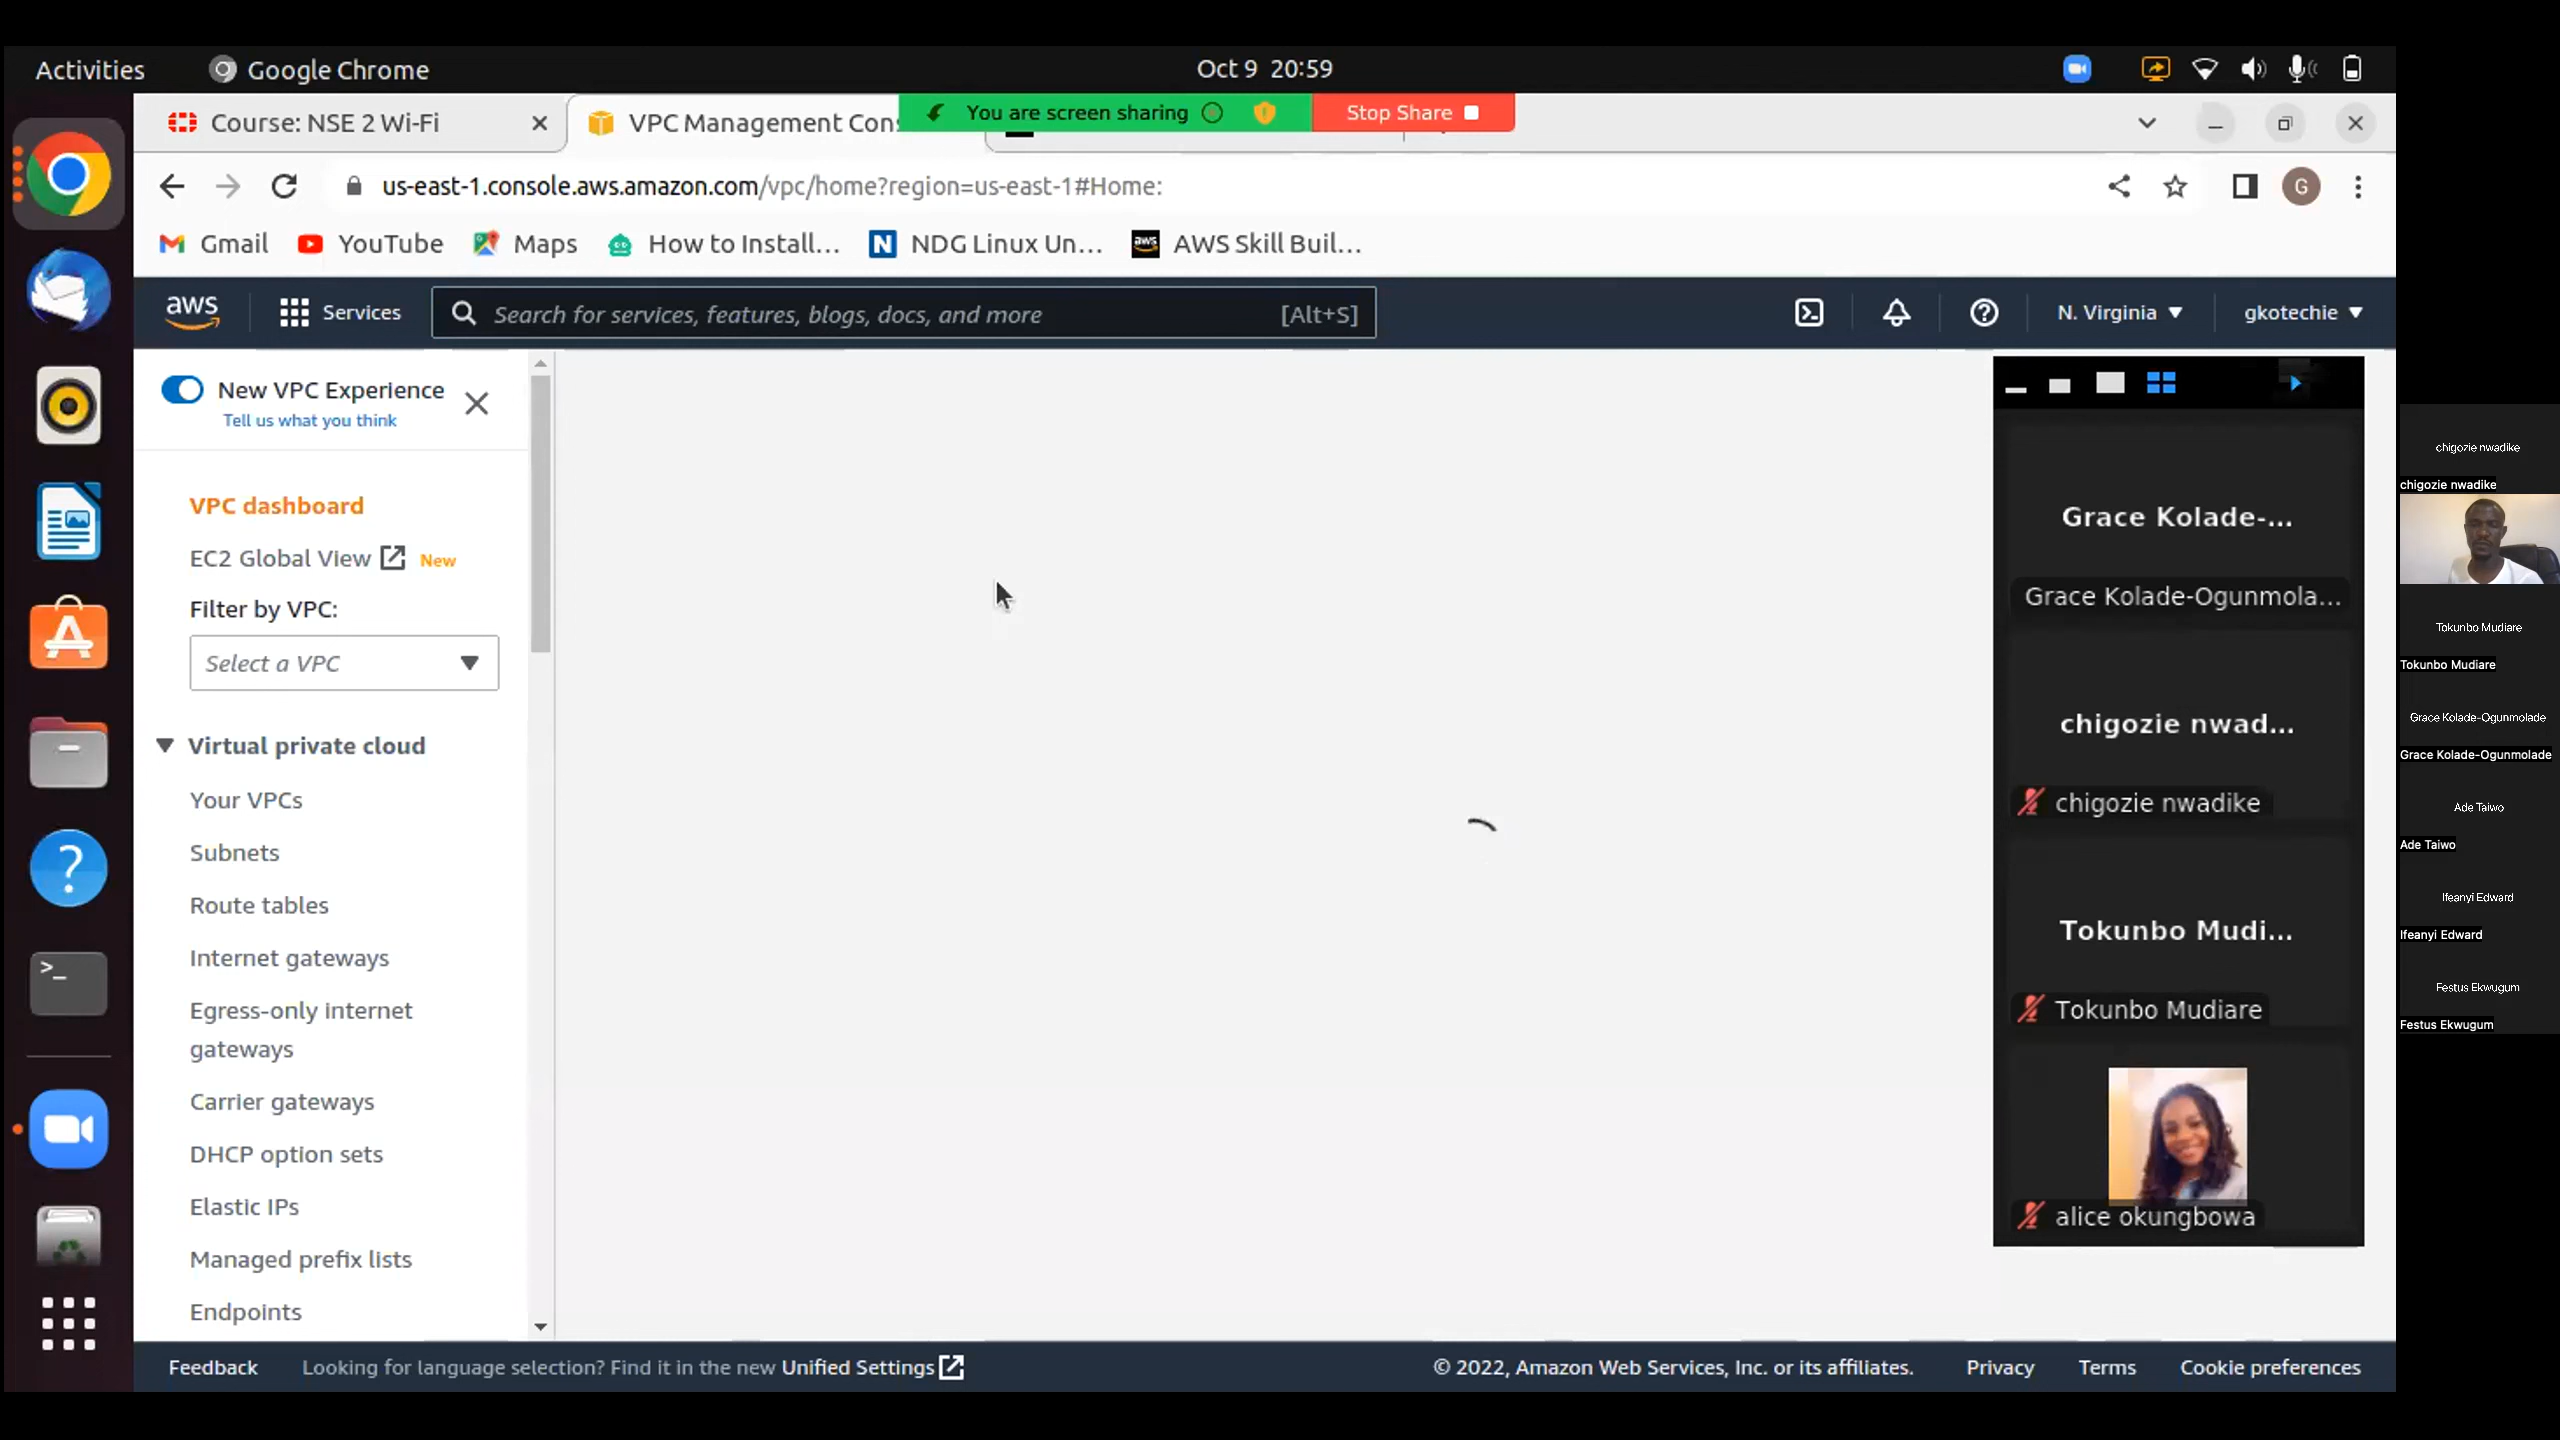 Activities
Google Chrome
Oct 9 20:59
Course: NSE 2 Wi-Fi
VPC Management Con
You are screen sharing
Stop Share
us-east-1.console.aws.amazon.com/vpc/home?region=us-east-1#Home:
G
Gmail
YouTube
Maps
How to Install...
NDG Linux Un...
AWS Skill Buil...
aws
Services
Search for services, features, blogs, docs, and more
[Alt+S]
N. Virginia
gkotechie
New VPC Experience
Tell us what you think
VPC dashboard
EC2 Global View
New
Filter by VPC:
Select a VPC
Virtual private cloud
Your VPCs
Subnets
Route tables
Internet gateways
Egress-only internet
gateways
Carrier gateways
DHCP option sets
Elastic IPs
Managed prefix lists
Endpoints
Grace Kolade-...
Grace Kolade-Ogunmola...
chigozie nwad...
chigozie nwadike
Tokunbo Mudi...
Tokunbo Mudiare
alice okungbowa
chigozie nwadike
chigozie nwadike
Tokunbo Mudiare
Tokunbo Mudiare
Grace Kolade-Ogunmolade
Grace Kolade-Ogunmolade
Ade Taiwo
Ade Taiwo
Ifeanyi Edward
Ifeanyi Edward
Festus Ekwugum
Festus Ekwugum
Feedback
Looking for language selection? Find it in the new Unified Settings
© 2022, Amazon Web Services, Inc. or its affiliates.
Privacy
Terms
Cookie preferences